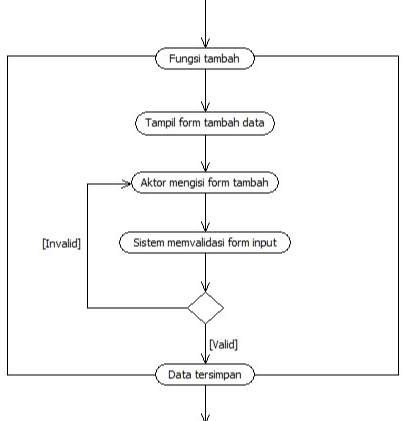 Fungsi tambah
Tampil form tambah data
Aktor mengisi form tambah
[Invalid]
Sistem memvalidasi form input
[Valid]
Data tersimpan